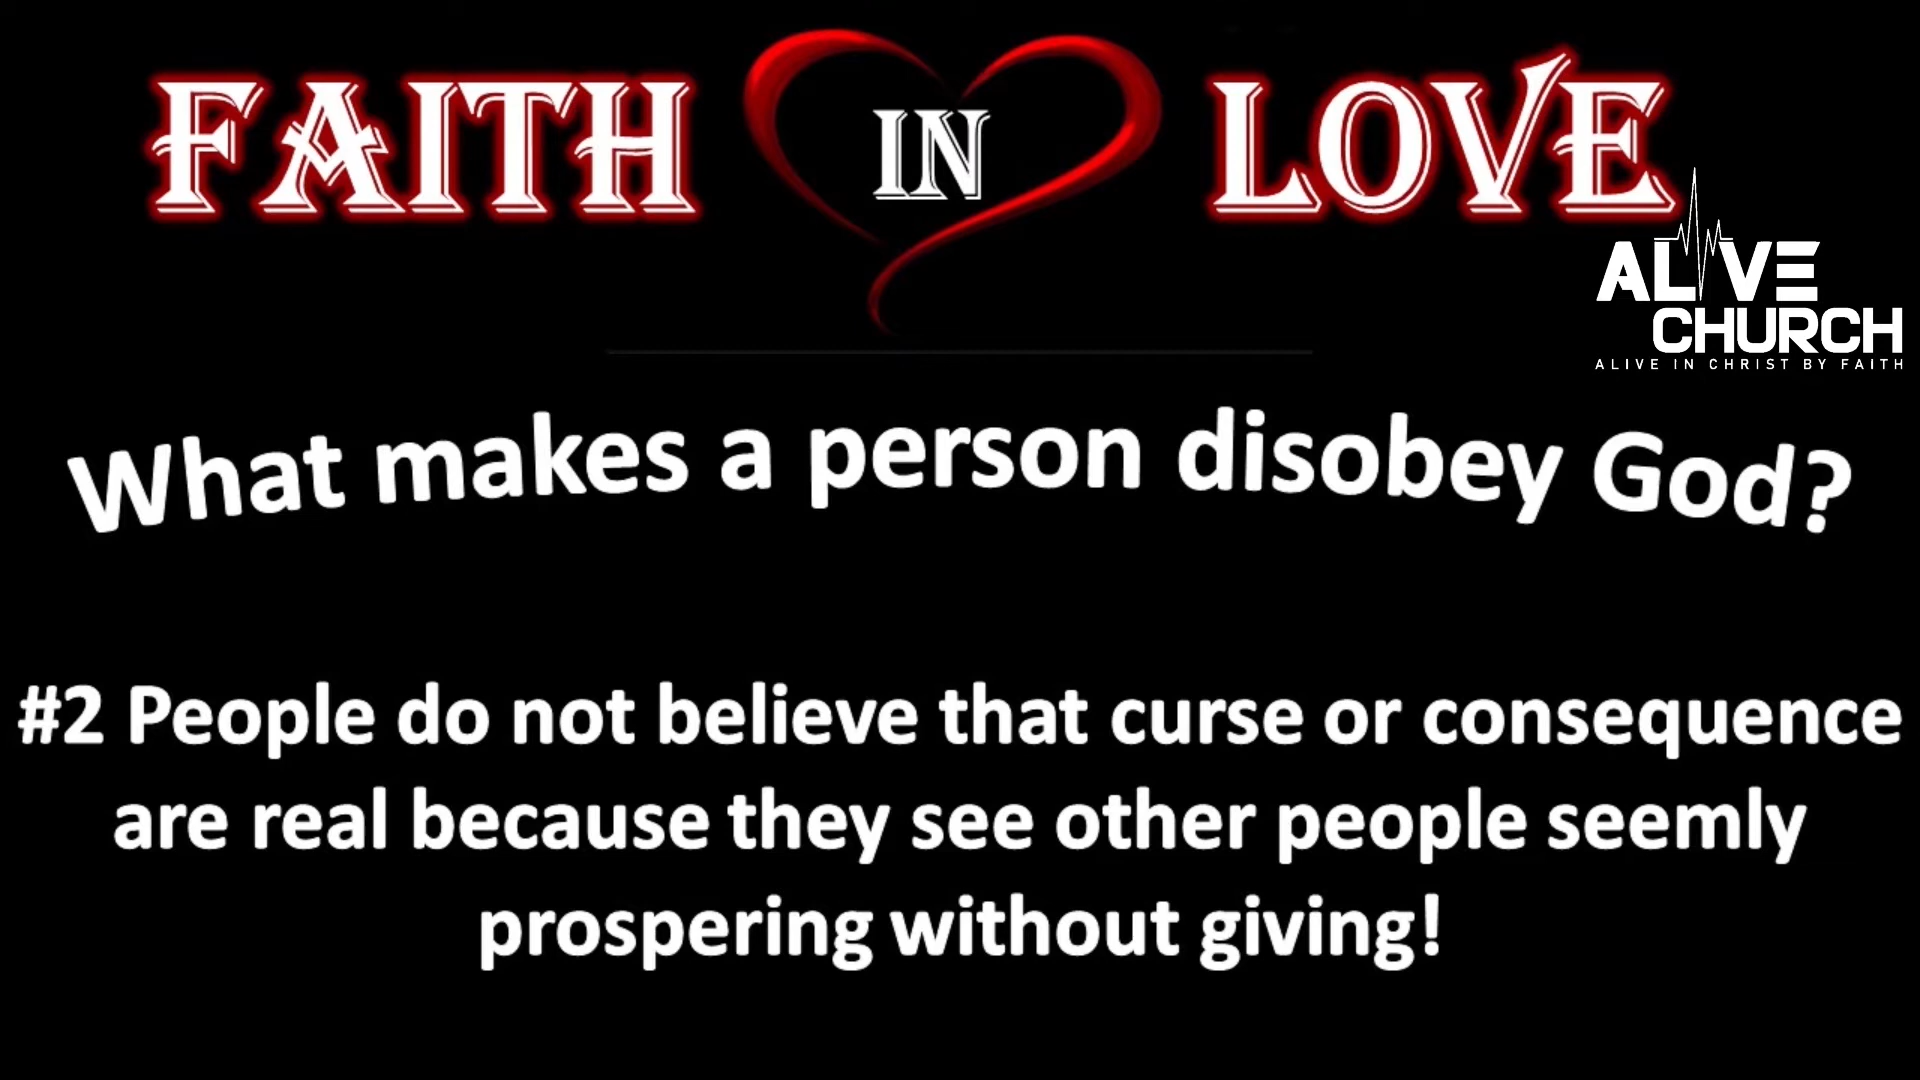 FAITH IN LOVE
ALIVE
CHURCH
ALIVE IN CHRIST BY FAITH
What makes a person disobey God?
#2 People do not believe that curse or consequence
are real because they see other people seemly
prospering without giving!